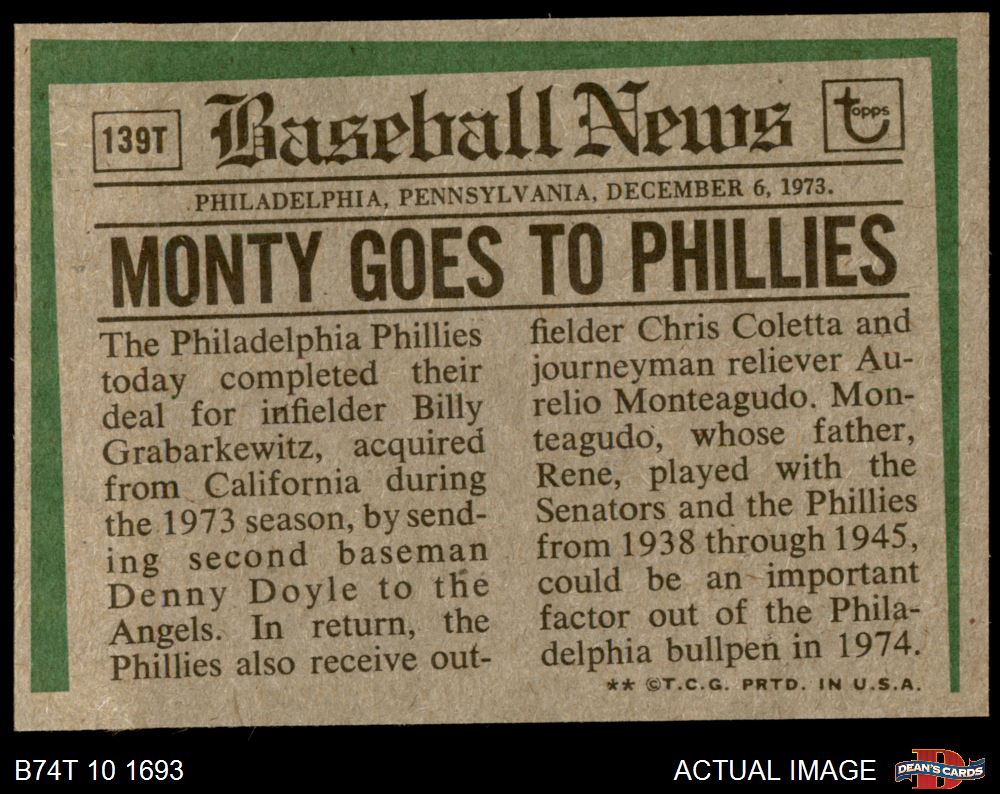 139T
Baseball News
topps
PHILADELPHIA, PENNSYLVANIA, DECEMBER 6, 1973.
MONTY GOES TO PHILLIES
The Philadelphia Phillies
today completed their
deal for infielder Billy
Grabarkewitz, acquired
from California during
the 1973 season, by send-
ing second baseman
Denny Doyle to the
Angels. In return, the
Phillies also receive out-
fielder Chris Coletta and
journeyman reliever Au-
relio Monteagudo. Mon-
teagudo, whose father,
Rene, played with the
Senators and the Phillies
from 1938 through 1945,
could be an important
factor out of the Phila-
delphia bullpen in 1974.
** ©T.C.G. PRTD. IN U.S.A.
B74T 10 1693
ACTUAL IMAGE
DEAN'S CARDS